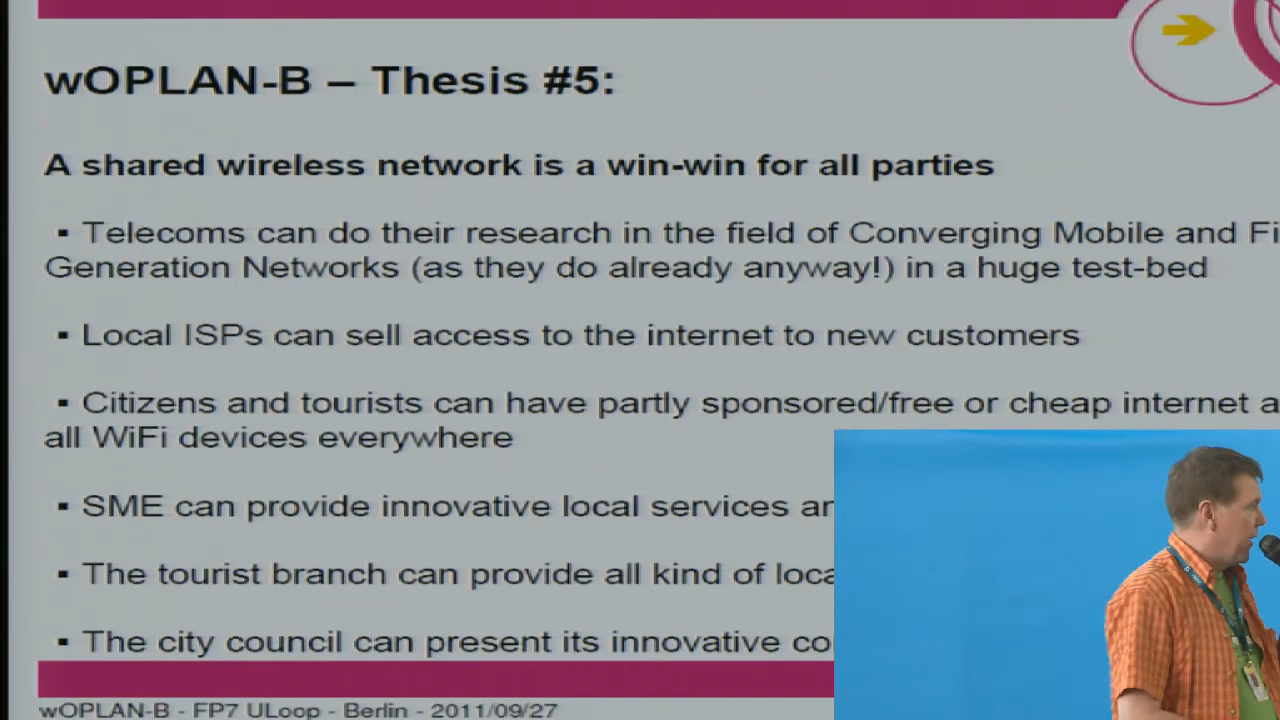 wOPLAN-B – Thesis #5:
A shared wireless network is a win-win for all parties
▪ Telecoms can do their research in the field of Converging Mobile and Fi
Generation Networks (as they do already anyway!) in a huge test-bed
▪ Local ISPs can sell access to the internet to new customers
▪ Citizens and tourists can have partly sponsored/free or cheap internet a
all WiFi devices everywhere
▪ SME can provide innovative local services an
▪ The tourist branch can provide all kind of loca
▪ The city council can present its innovative co
wOPLAN-B - FP7 ULoop - Berlin - 2011/09/27